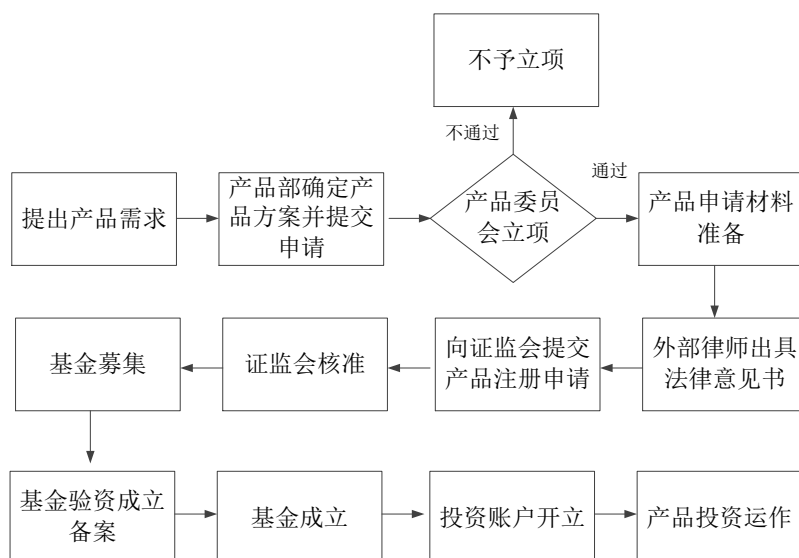 不予立项
不通过
提出产品需求
产品部确定产
品方案并提交
申请
产品委员
会立项
通过
产品申请材料
准备
外部律师出具
法律意见书
向证监会提交
产品注册申请
证监会核准
基金募集
基金验资成立
备案
基金成立
投资账户开立
产品投资运作